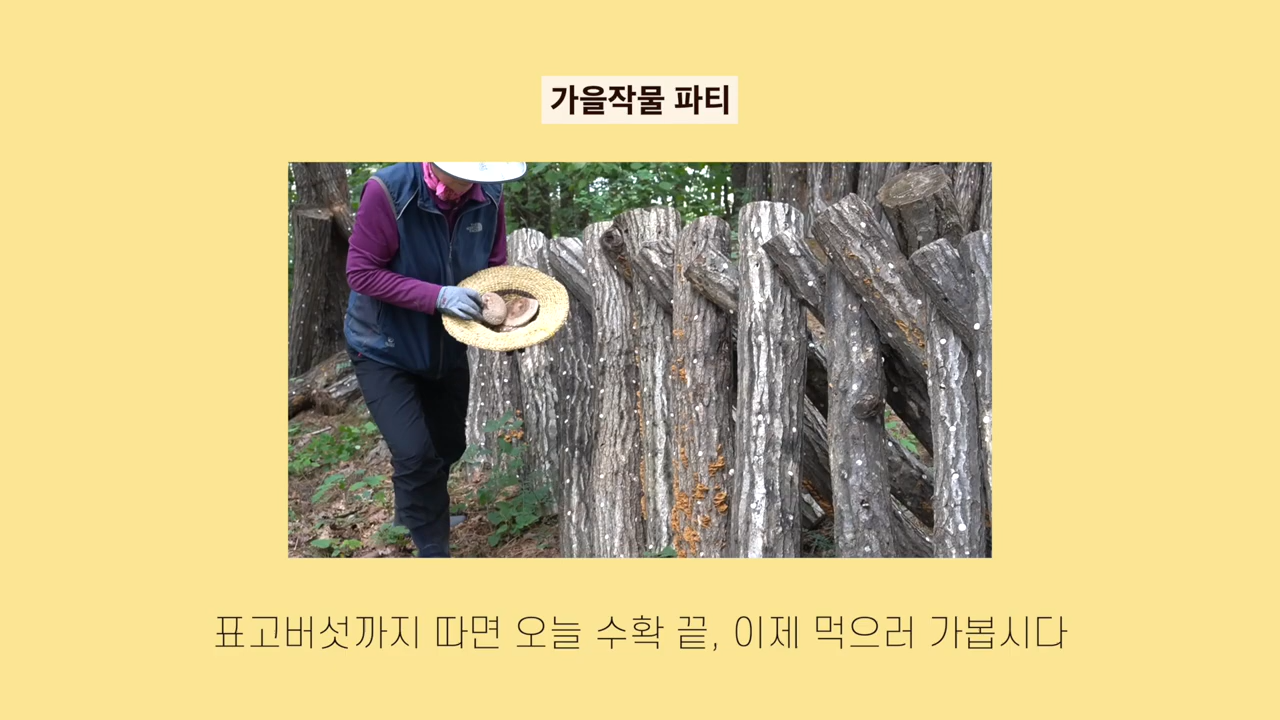 가을작물 파티
표고버섯까지 따면 오늘 수확 끝, 이제 먹으러 가봅시다